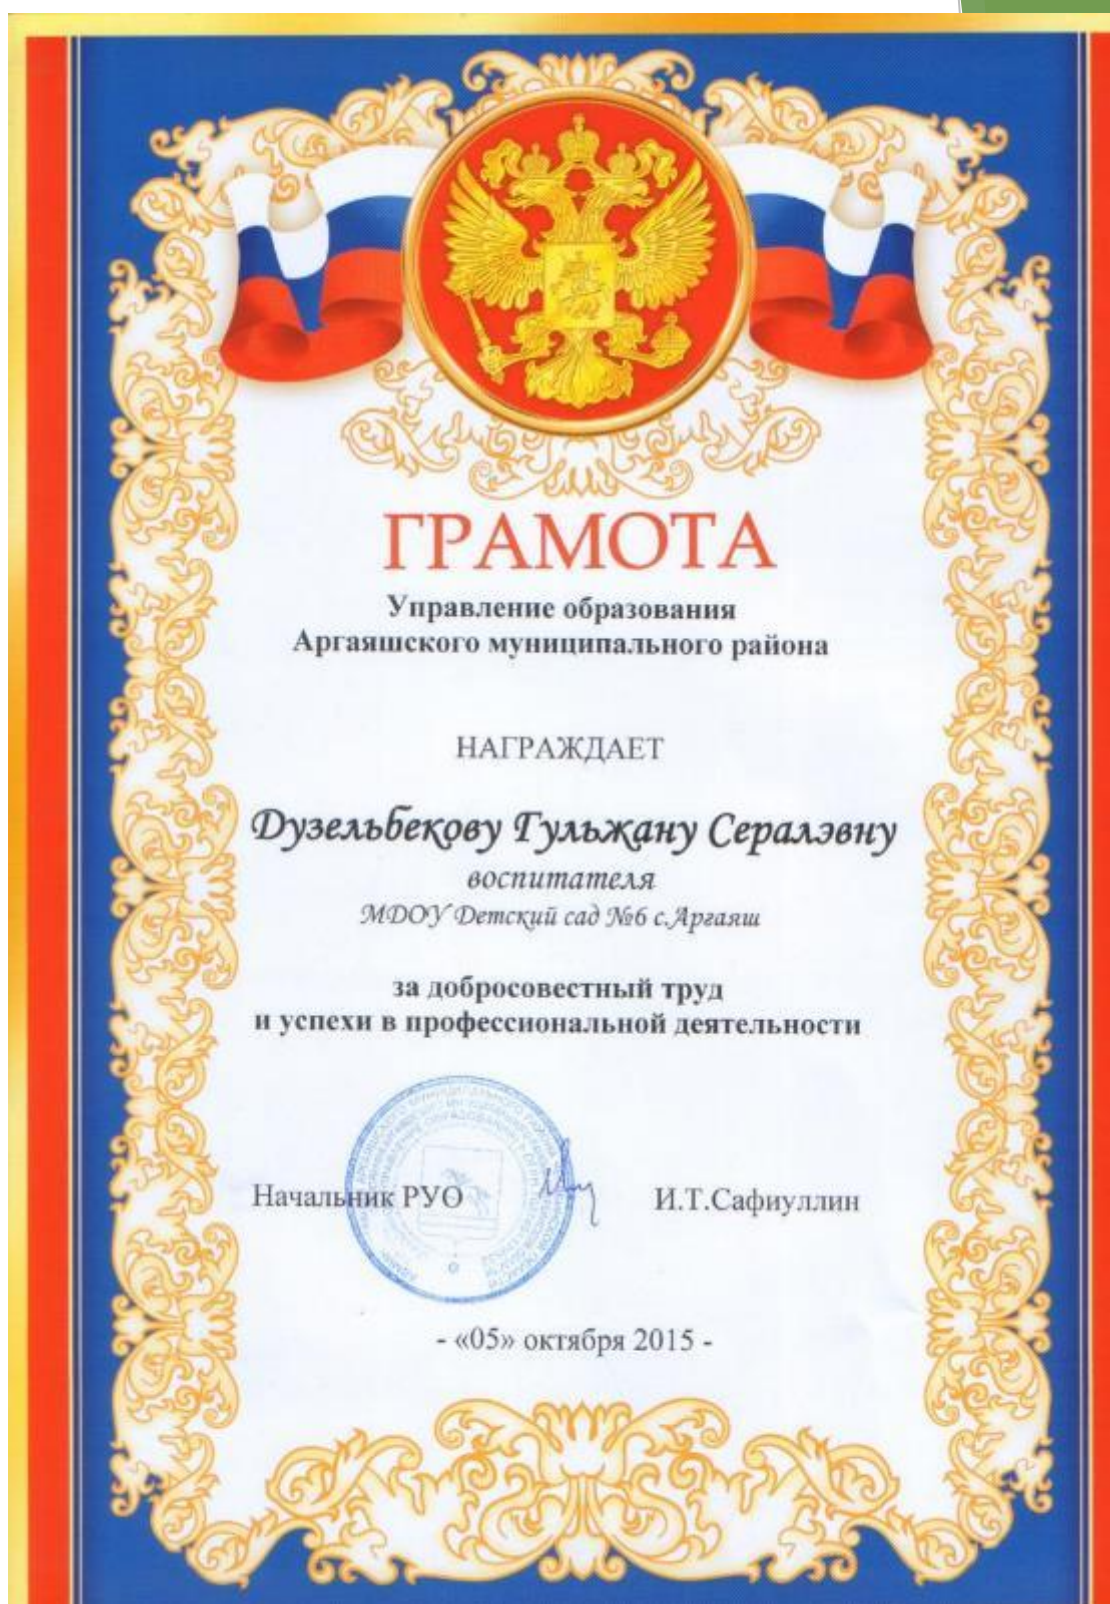 ГРАМОТА
Управление образования
Аргаяшского муниципального района
НАГРАЖДАЕТ
Дузельбекову Гульжану Сералэвну
воспитателя
МДОУ Детский сад №6 с.Аргаяш
за добросовестный труд
и успехи в профессиональной деятельности
Начальник РУО И.Т.Сафиуллин
- «05» октября 2015 -